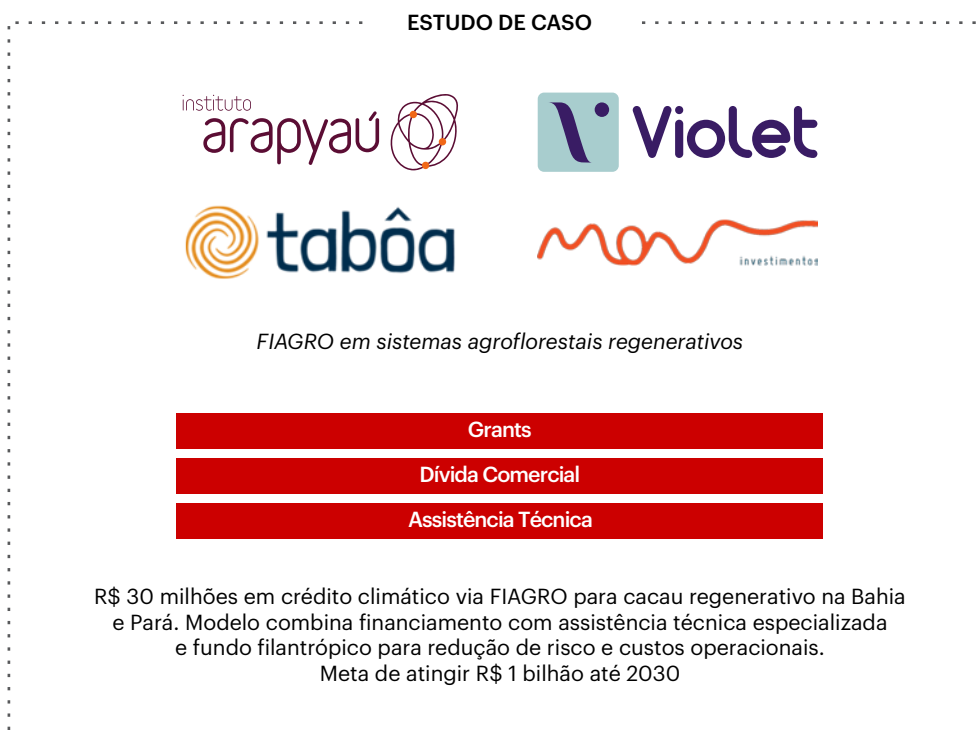 ESTUDO DE CASO
instituto
arapyaú
Violet
tabôa
mov
investimentos
FIAGRO em sistemas agroflorestais regenerativos
Grants
Dívida Comercial
Assistência Técnica
R$ 30 milhões em crédito climático via FIAGRO para cacau regenerativo na Bahia
e Pará. Modelo combina financiamento com assistência técnica especializada
e fundo filantrópico para redução de risco e custos operacionais.
Meta de atingir R$ 1 bilhão até 2030